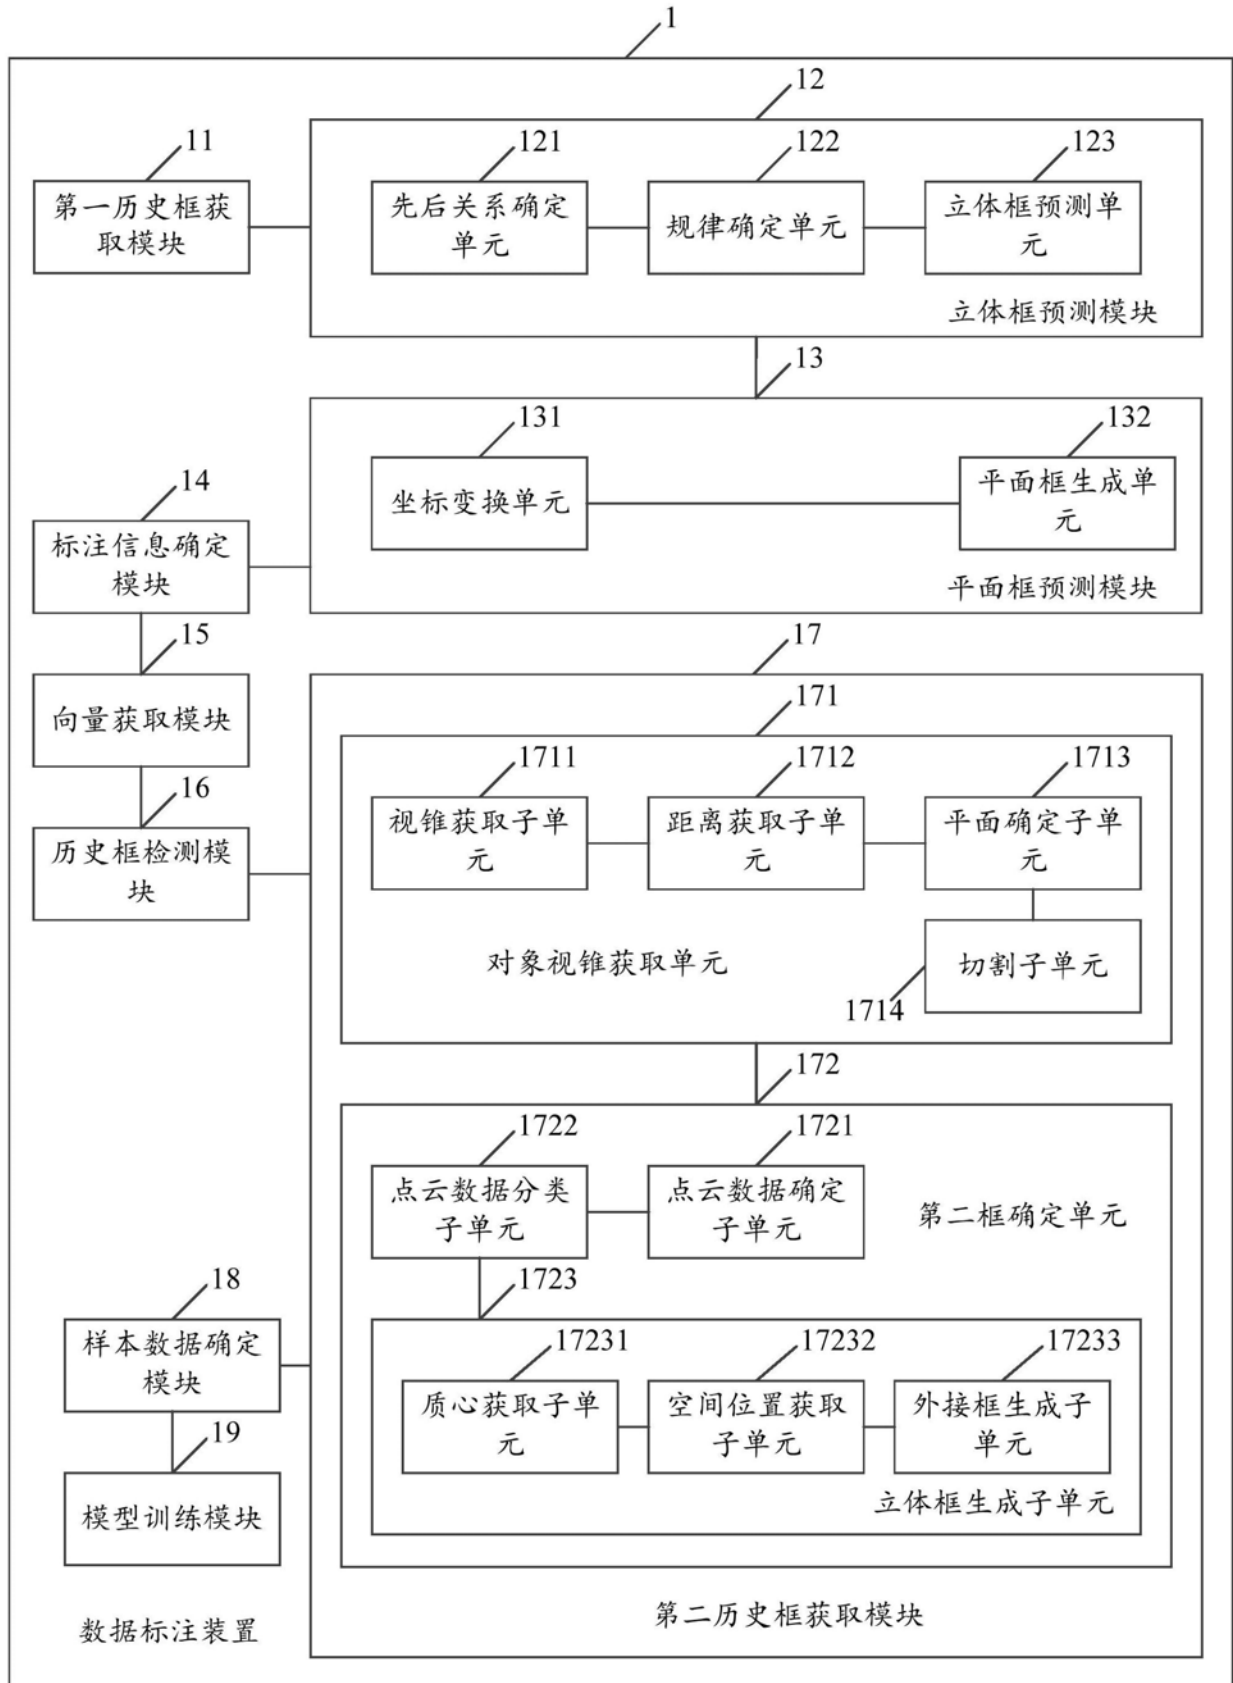 1
12
11
121
122
123
第一历史框获
取模块
先后关系确定
单元
规律确定单元
立体框预测单
元
立体框预测模块
13
131
132
14
坐标变换单元
平面框生成单
元
标注信息确定
模块
平面框预测模块
15
17
向量获取模块
171
1711
1712
1713
16
视锥获取子单
元
距离获取子单
元
平面确定子单
元
历史框检测模
块
对象视锥获取单元
切割子单元
1714
172
1722
1721
点云数据分类
子单元
点云数据确定
子单元
第二框确定单元
1723
18
样本数据确定
模块
17231
17232
17233
质心获取子单
元
空间位置获取
子单元
外接框生成子
单元
19
立体框生成子单元
模型训练模块
第二历史框获取模块
数据标注装置